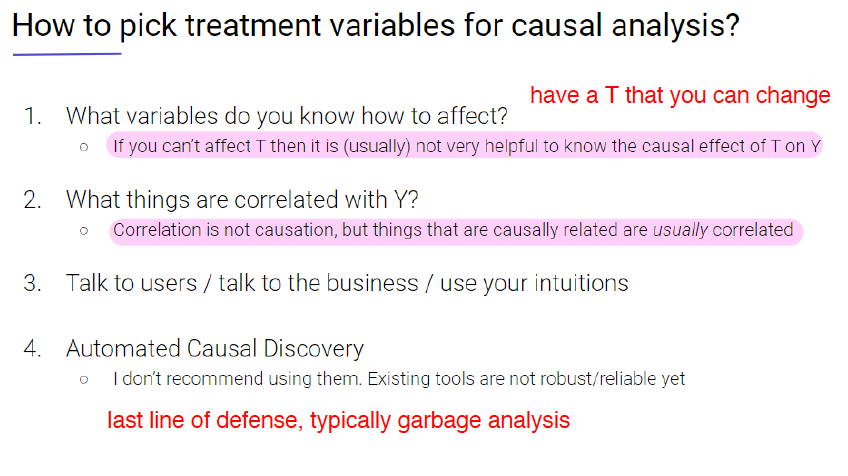 How to pick treatment variables for causal analysis?
have a T that you can change
1. What variables do you know how to affect?
○ If you can't affect T then it is (usually) not very helpful to know the causal effect of T on Y
2. What things are correlated with Y?
○ Correlation is not causation, but things that are causally related are usually correlated
3. Talk to users / talk to the business / use your intuitions
4. Automated Causal Discovery
○ I don't recommend using them. Existing tools are not robust/reliable yet
last line of defense, typically garbage analysis